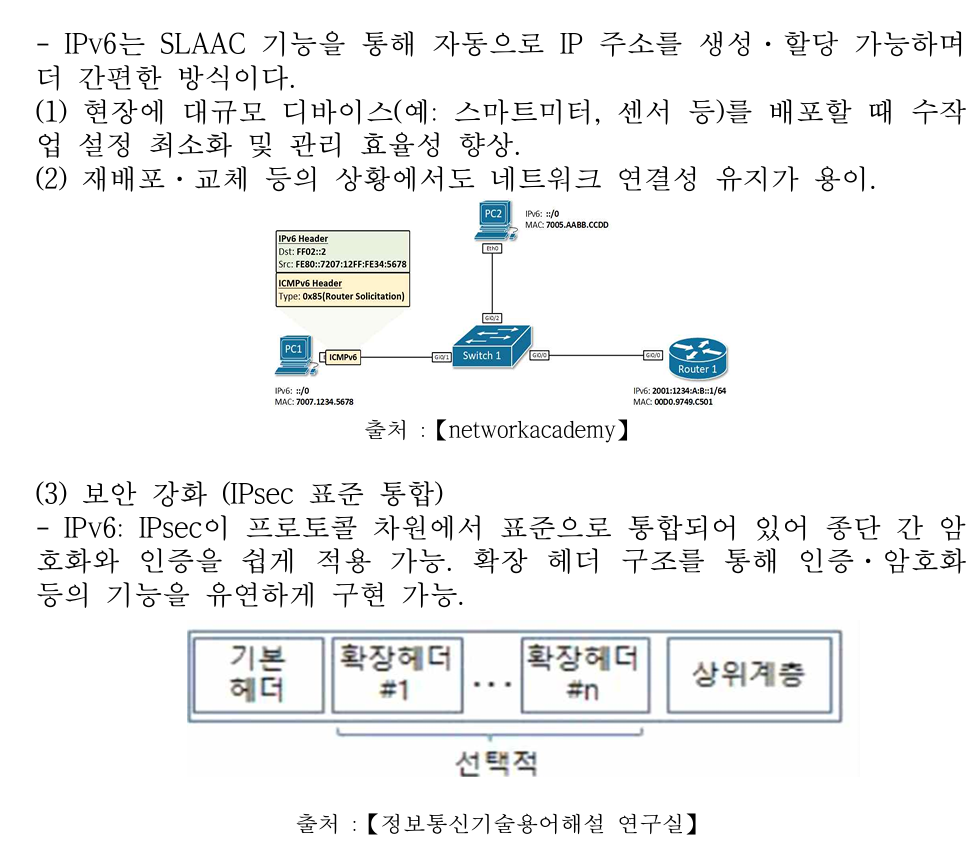 - IPv6는 SLAAC 기능을 통해 자동으로 IP 주소를 생성·할당 가능하며
더 간편한 방식이다.
(1) 현장에 대규모 디바이스(예: 스마트미터, 센서 등)를 배포할 때 수작
업 설정 최소화 및 관리 효율성 향상.
(2) 재배포·교체 등의 상황에서도 네트워크 연결성 유지가 용이.
PC2
IPv6: ::/0
MAC: 7005.AABB.CCDD
Eth0
IPv6 Header
Dst: FF02::2
Src: FE80::7207:12FF:FE34:5678
ICMPv6 Header
Type: 0x85(Router Solicitation)
Gi0/2
PC1
ICMPv6
Gi0/1
Switch 1
Gi0/0
Gi0/0
Router 1
IPv6: ::/0
MAC: 7007.1234.5678
IPv6: 2001:1234:A:B::1/64
MAC: 00D0.9749.C501
출처 :【networkacademy】
(3) 보안 강화 (IPsec 표준 통합)
- IPv6: IPsec이 프로토콜 차원에서 표준으로 통합되어 있어 종단 간 암
호화와 인증을 쉽게 적용 가능. 확장 헤더 구조를 통해 인증·암호화
등의 기능을 유연하게 구현 가능.
기본
헤더
확장헤더
#1
...
확장헤더
#n
상위계층
선택적
출처 :【정보통신기술용어해설 연구실】